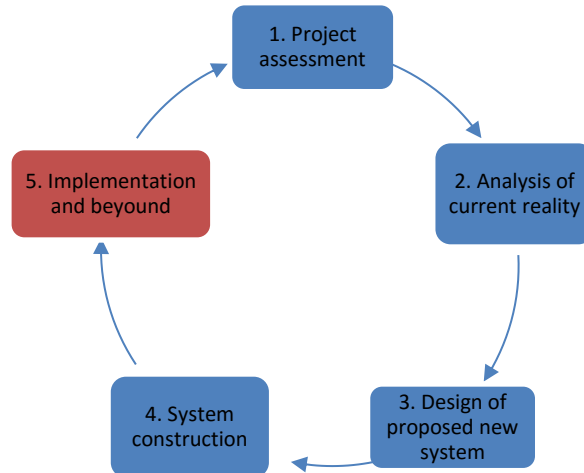 1. Project
assessment
2. Analysis of
current reality
3. Design of
proposed new
system
4. System
construction
5. Implementation
and beyound